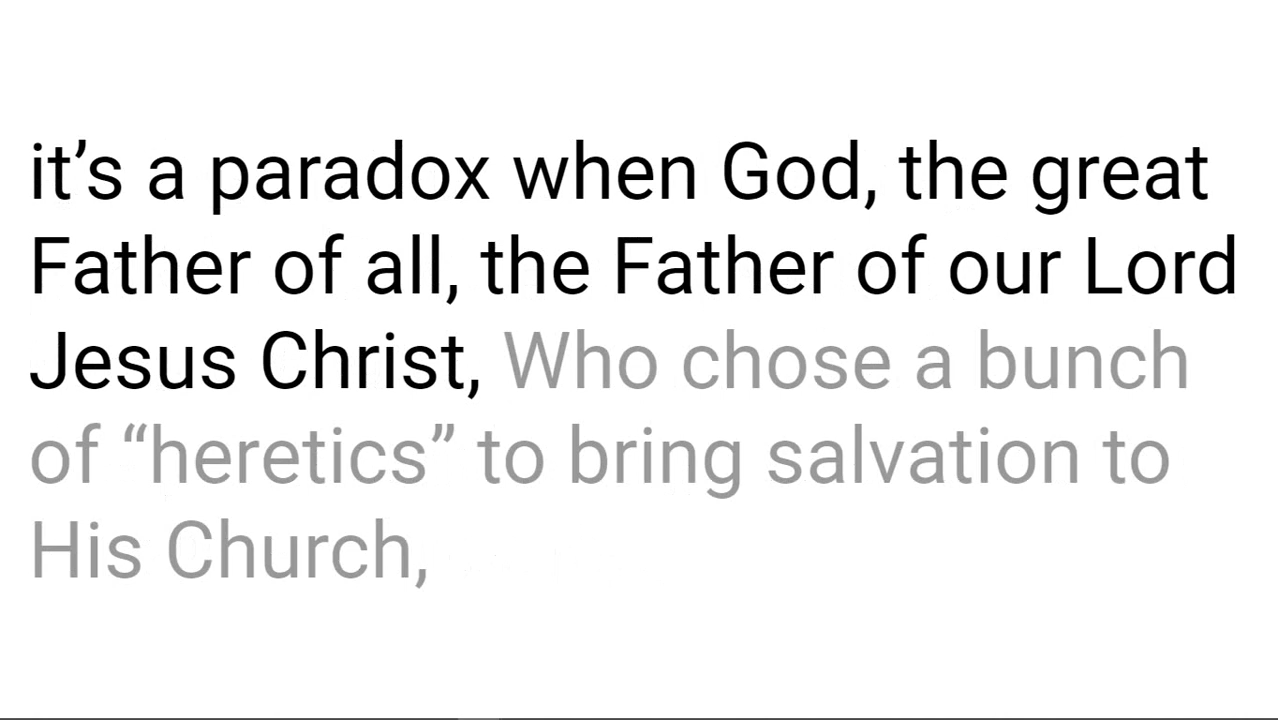 it’s a paradox when God, the great
Father of all, the Father of our Lord
Jesus Christ, Who chose a bunch
of “heretics” to bring salvation to
His Church,